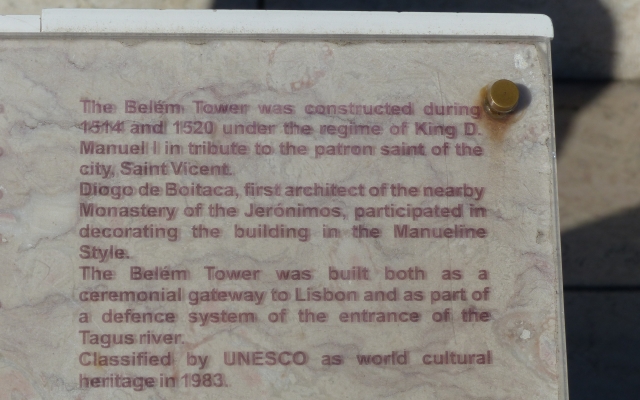 The Belém Tower was constructed during
1514 and 1520 under the regime of King D.
Manuel I in tribute to the patron saint of the
city, Saint Vicent.
Diogo de Boitaca, first architect of the nearby
Monastery of the Jerónimos, participated in
decorating the building in the Manueline
Style.
The Belém Tower was built both as a
ceremonial gateway to Lisbon and as part of
a defence system of the entrance of the
Tagus river.
Classified by UNESCO as world cultural
heritage in 1983.